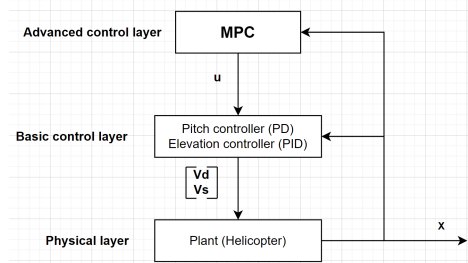 Advanced control layer
MPC
u
Basic control layer
Pitch controller (PD)
Elevation controller (PID)
Vd
Vs
x
Physical layer
Plant (Helicopter)